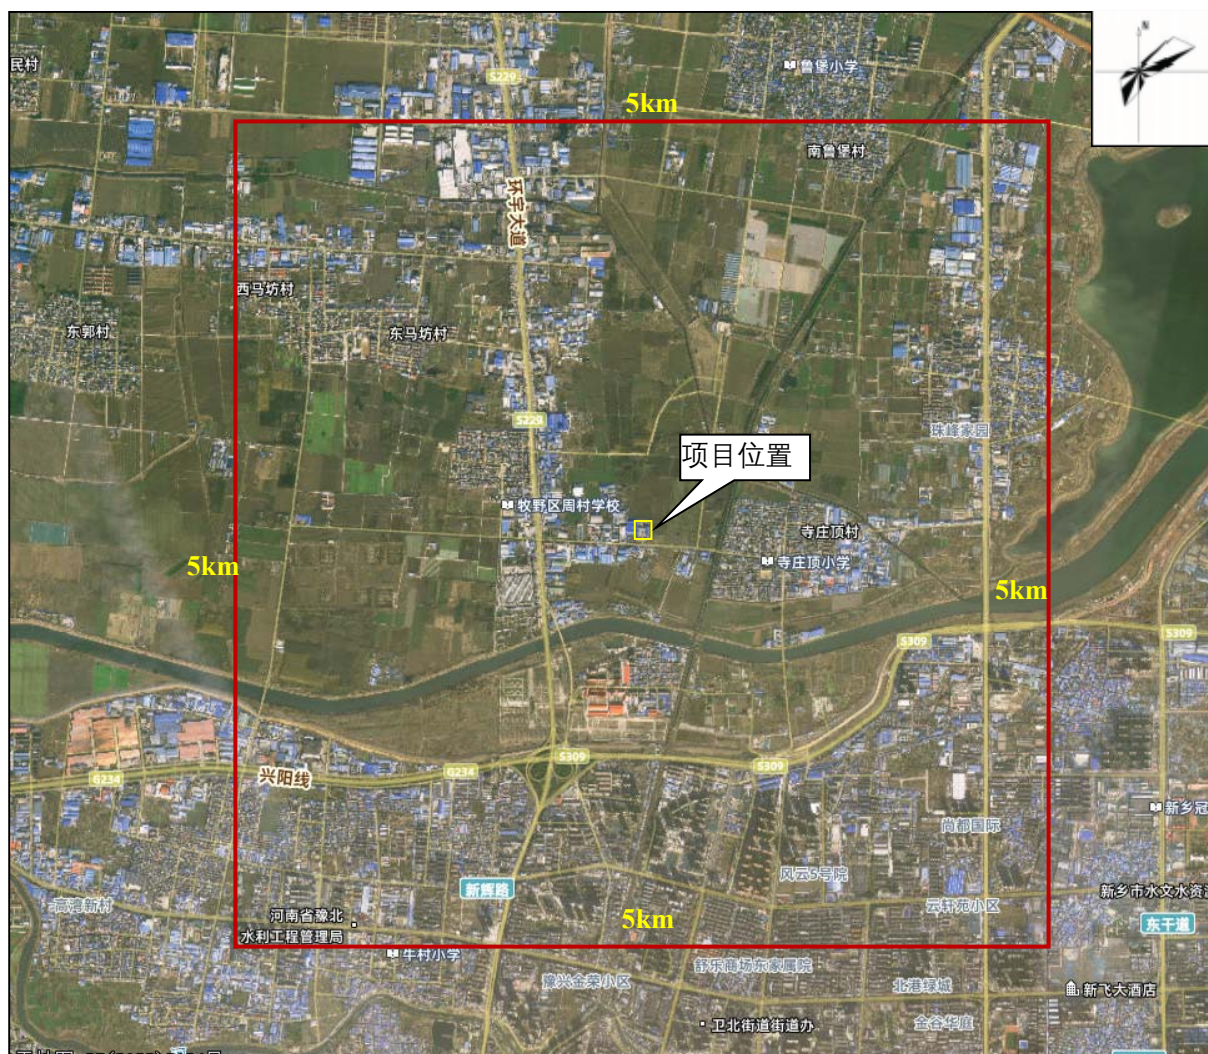 N
民村
鲁堡小学
S229
5km
南鲁堡村
环宇大道
西马坊村
东郭村
东马坊村
S229
珠峰家园
项目位置
牧野区周村学校
寺庄顶村
寺庄顶小学
5km
5km
S309
S309
S309
S309
G234
兴阳线
G234
新乡冠
尚都国际
风云5号院
新辉路
新乡市水文水资
高湾新村
云轩苑小区
河南省豫北
水利工程管理局
5km
东干道
牛村小学
舒乐商场东家属院
豫兴金荣小区
北港绿城
新飞大酒店
卫北街道街道办
金谷华庭